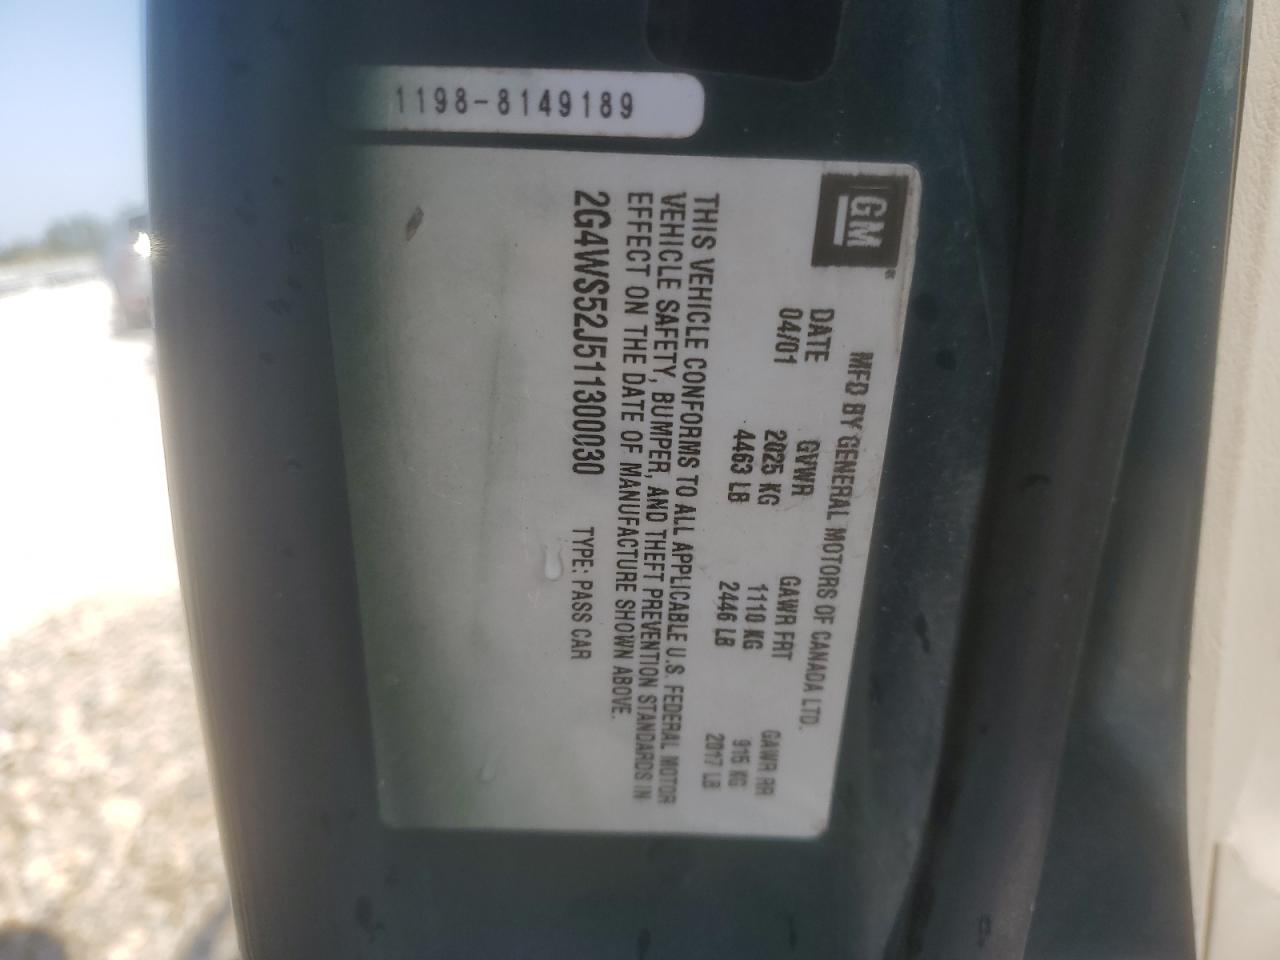 1198-8149189
GM®
MFD BY GENERAL MOTORS OF CANADA LTD.
DATE GVWR GAWR FRT GAWR RR
04/01 2025 KG 1110 KG 915 KG
4463 LB 2446 LB 2017 LB
THIS VEHICLE CONFORMS TO ALL APPLICABLE U.S. FEDERAL MOTOR
VEHICLE SAFETY, BUMPER, AND THEFT PREVENTION STANDARDS IN
EFFECT ON THE DATE OF MANUFACTURE SHOWN ABOVE.
2G4WS52J511300030 TYPE: PASS CAR